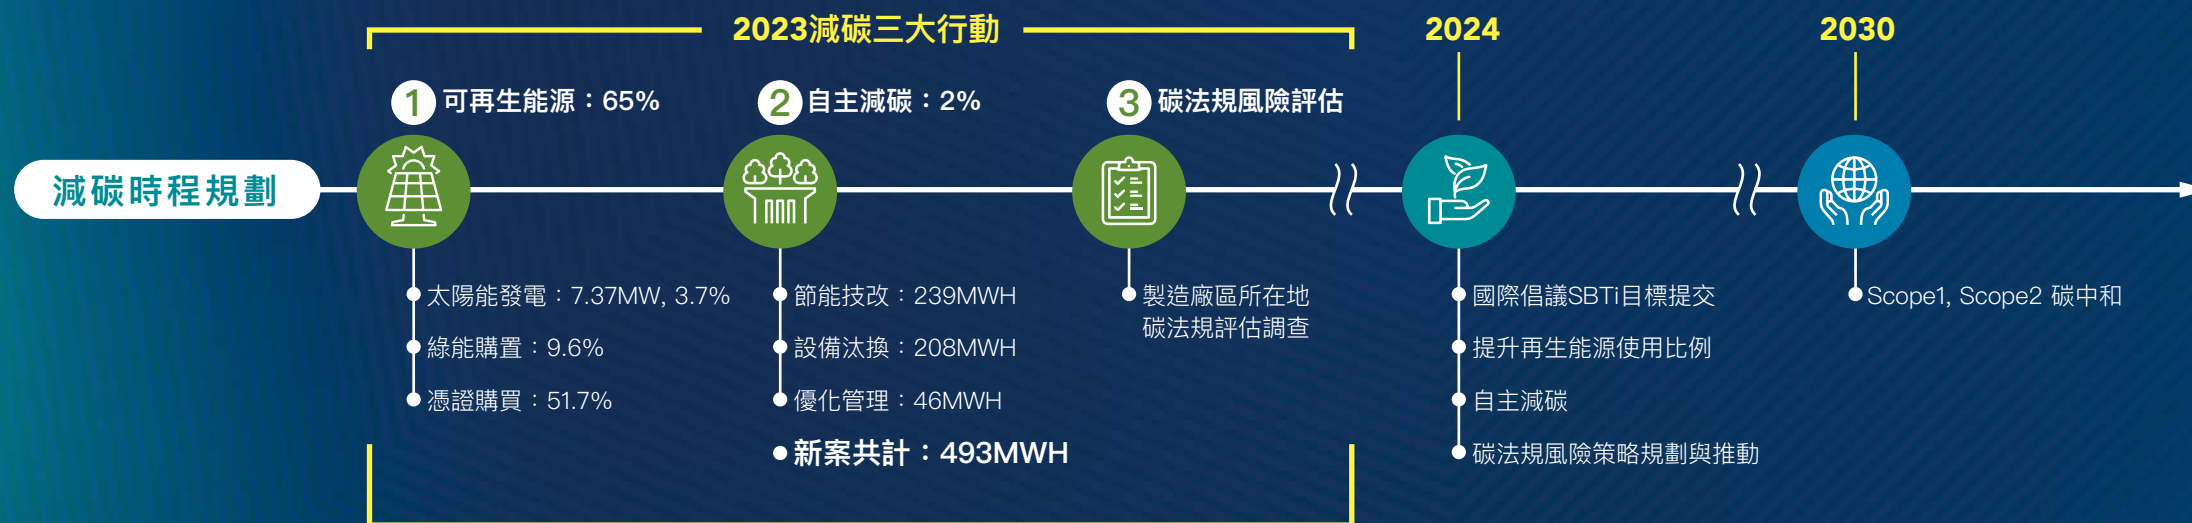 減碳時程規劃
2023減碳三大行動
1 可再生能源：65%
太陽能發電：7.37MW, 3.7%
綠能購置：9.6%
憑證購買：51.7%
2 自主減碳：2%
節能技改：239MWH
設備汰換：208MWH
優化管理：46MWH
新案共計：493MWH
3 碳法規風險評估
製造廠區所在地
碳法規評估調查
2024
國際倡議SBTi目標提交
提升再生能源使用比例
自主減碳
碳法規風險策略規劃與推動
2030
Scope1, Scope2 碳中和